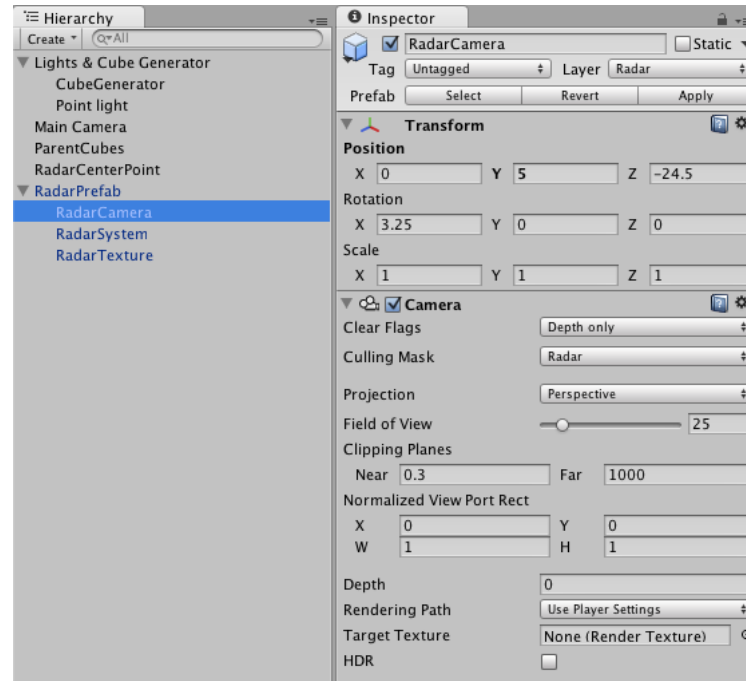 Hierarchy
Create
All
Lights & Cube Generator
CubeGenerator
Point light
Main Camera
ParentCubes
RadarCenterPoint
RadarPrefab
RadarCamera
RadarSystem
RadarTexture
Inspector
RadarCamera Static
Tag Untagged Layer Radar
Prefab Select Revert Apply
Transform
Position
X 0 Y 5 Z -24.5
Rotation
X 3.25 Y 0 Z 0
Scale
X 1 Y 1 Z 1
Camera
Clear Flags Depth only
Culling Mask Radar
Projection Perspective
Field of View 25
Clipping Planes
Near 0.3 Far 1000
Normalized View Port Rect
X 0 Y 0
W 1 H 1
Depth 0
Rendering Path Use Player Settings
Target Texture None (Render Texture)
HDR